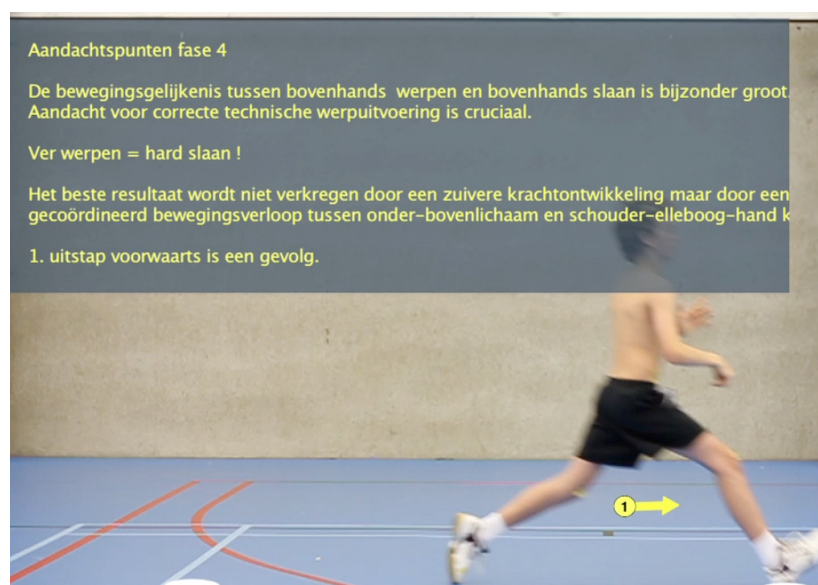 Aandachtspunten fase 4
De bewegingsgelijkenis tussen bovenhands werpen en bovenhands slaan is bijzonder groot.
Aandacht voor correcte technische werpuitvoering is cruciaal.
Ver werpen = hard slaan !
Het beste resultaat wordt niet verkregen door een zuivere krachtontwikkeling maar door een
gecoördineerd bewegingsverloop tussen onder-bovenlichaam en schouder-elleboog-hand k
1. uitstap voorwaarts is een gevolg.
1